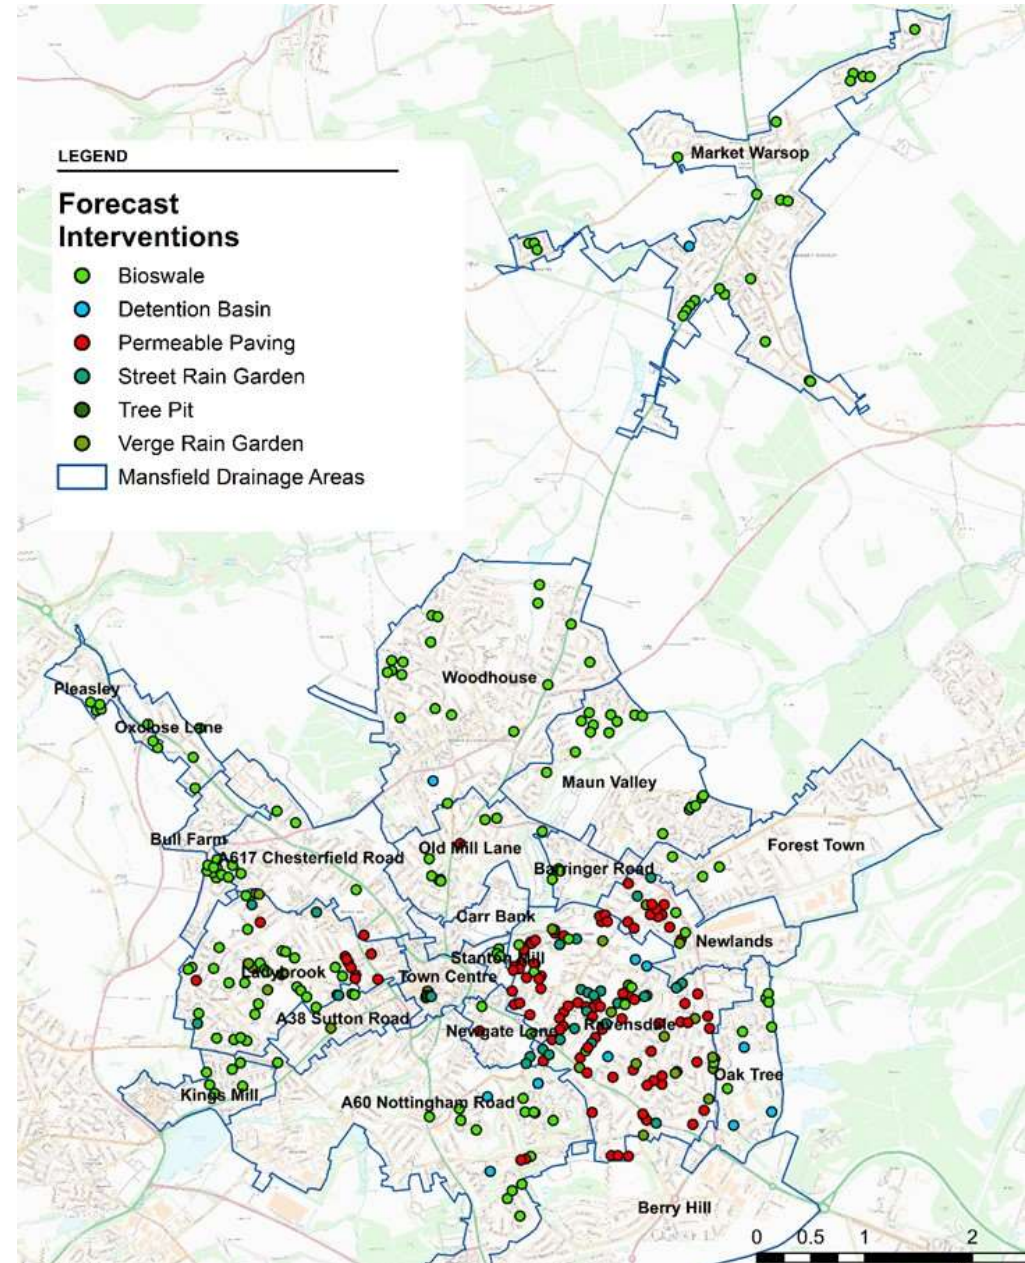 LEGEND
Forecast
Interventions
Bioswale
Detention Basin
Permeable Paving
Street Rain Garden
Tree Pit
Verge Rain Garden
Mansfield Drainage Areas
Market Warsop
Woodhouse
Pleasley
Oxclose Lane
Maun Valley
Bull Farm
A617 Chesterfield Road
Old Mill Lane
Forest Town
Barringer Road
Carr Bank
Newlands
Stanton Hill
Ladybrook
Town Centre
A38 Sutton Road
Newgate Lane
Ravensdale
Oak Tree
Kings Mill
A60 Nottingham Road
Berry Hill
0 0.5 1 2